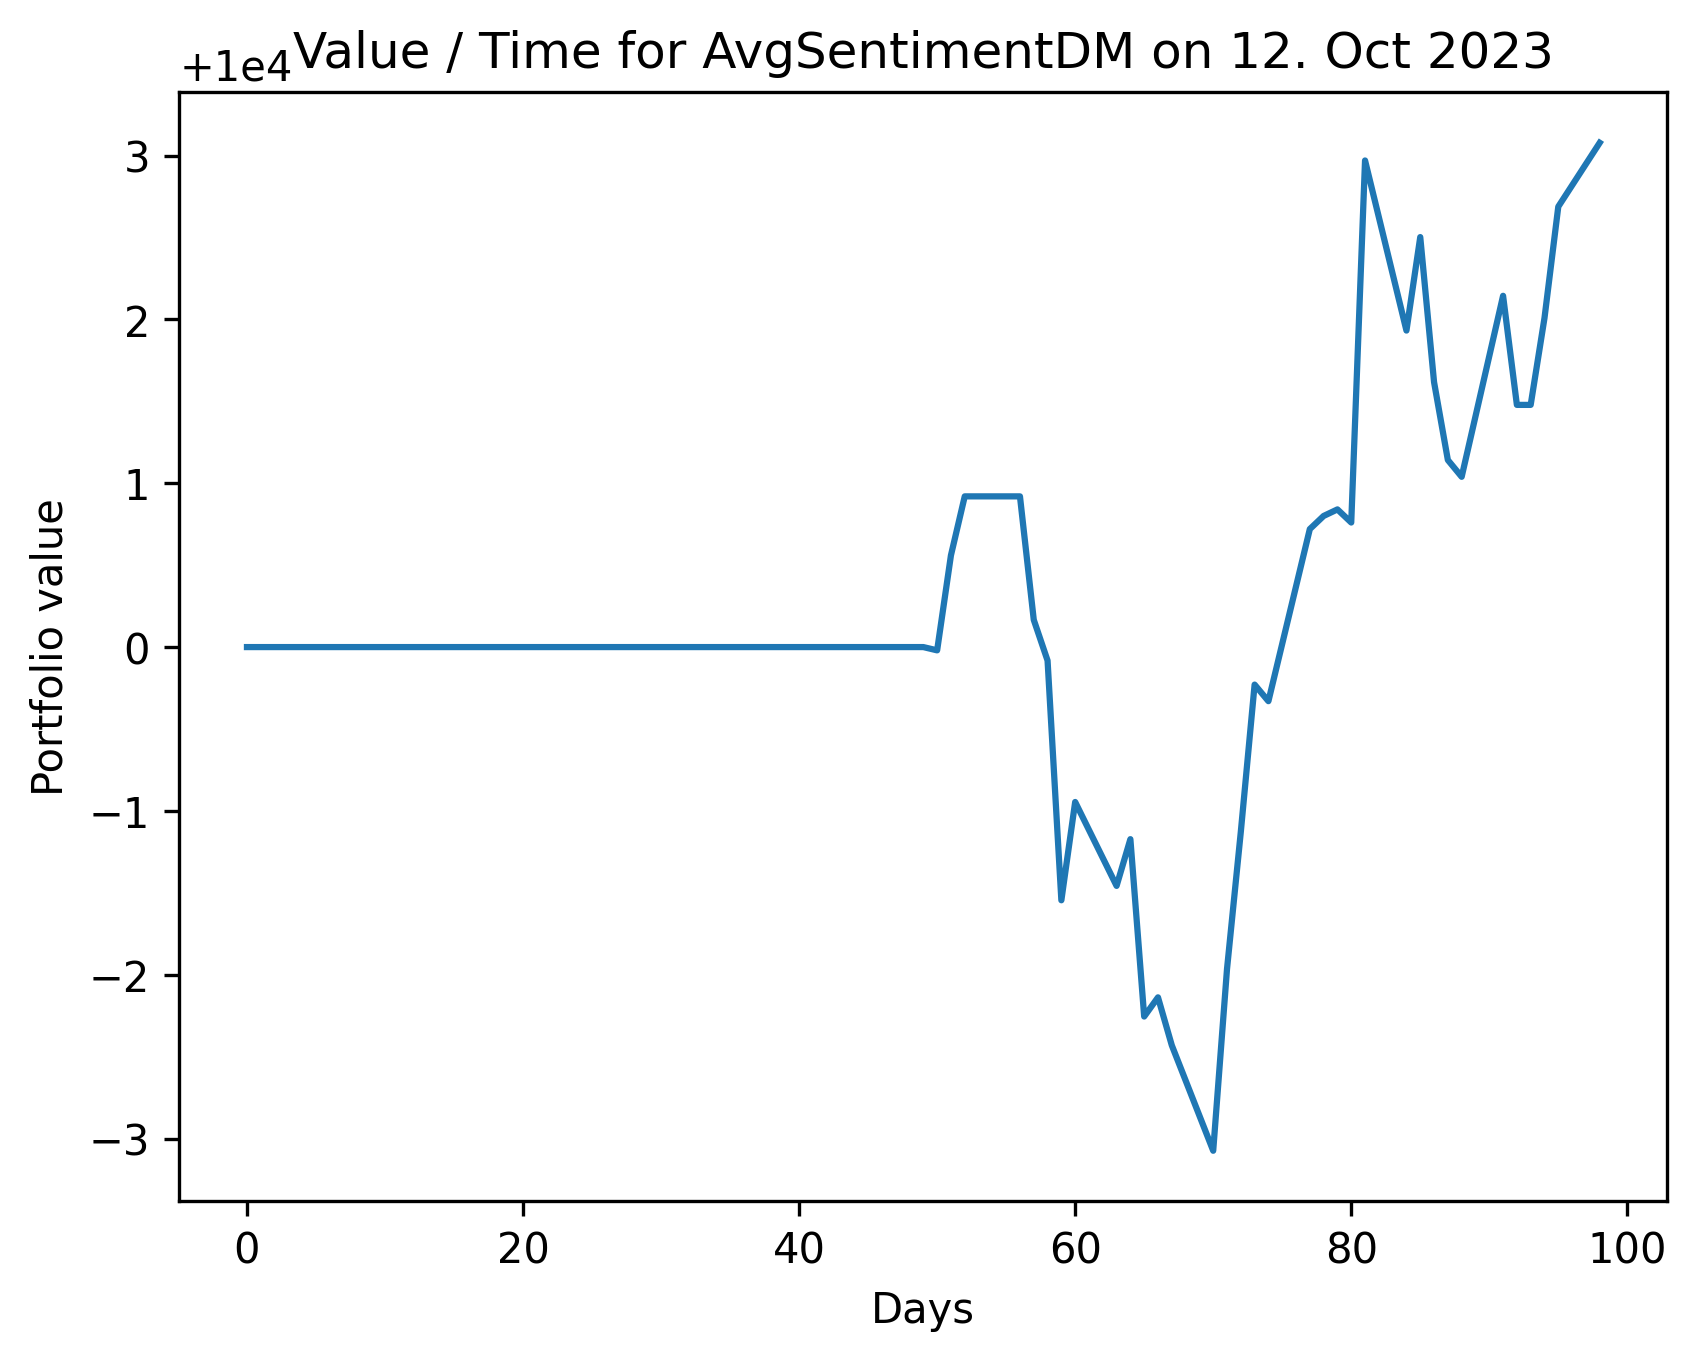 Value / Time for AvgSentimentDM on 12. Oct 2023
+1e4
3
2
1
0
−1
−2
−3
Portfolio value
0 20 40 60 80 100
Days